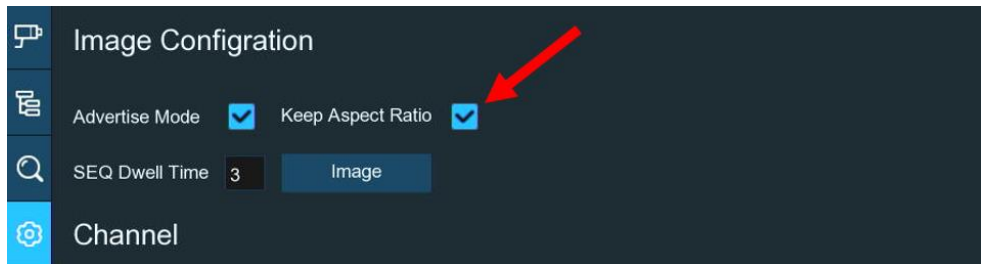 Image Configration
Advertise Mode Keep Aspect Ratio
SEQ Dwell Time 3 Image
Channel